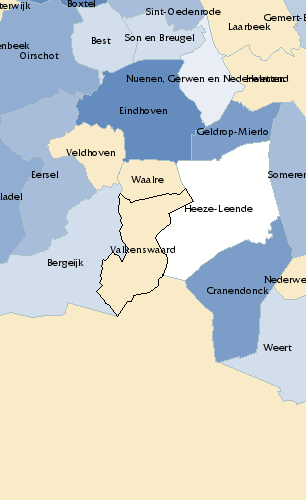 terwijk
Boxtel
Sint-Oedenrode
Gemert-B
Laarbeek
enbeek
Best
Son en Breugel
Oirschot
Nuenen, Gerwen en Nederwetten
Helmond
Eindhoven
Geldrop-Mierlo
Veldhoven
Eersel
Waalre
Someren
ladel
Heeze-Leende
Valkenswaard
Bergeijk
Nederwe
Cranendonck
Weert